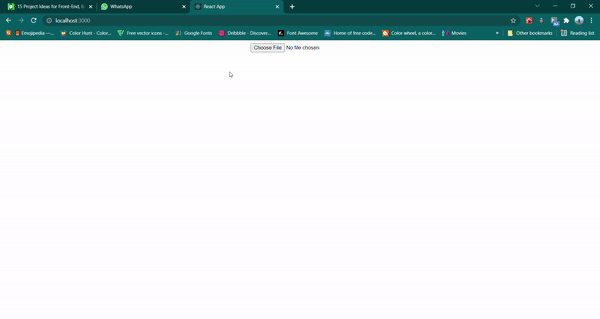 15 Project Ideas for Front-End,
WhatsApp
React App
localhost:3000
Emojipedia —...
Color Hunt - Color...
Free vector icons -...
Google Fonts
Dribbble - Discover...
Font Awesome
Home of free code...
Color wheel, a color...
Movies
»
Other bookmarks
Reading list
Choose File No file chosen